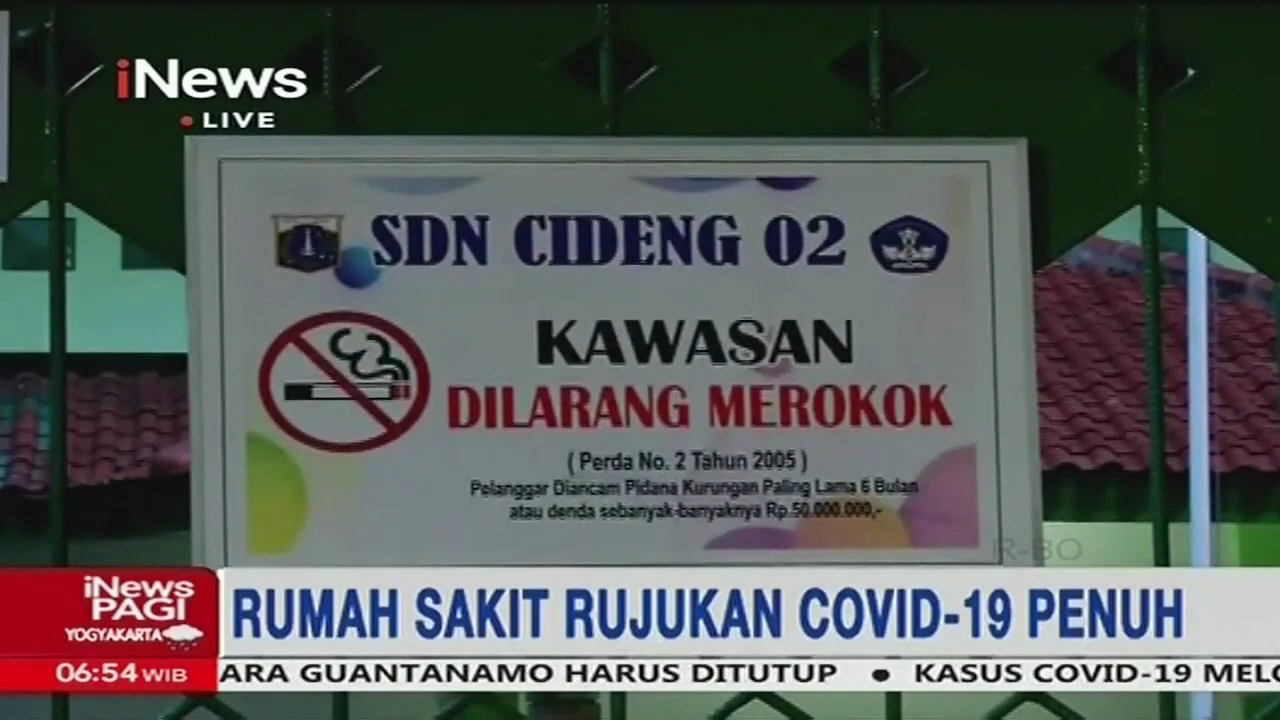 iNews
LIVE
SDN CIDENG 02
KAWASAN
DILARANG MEROKOK
( Perda No. 2 Tahun 2005 )
Pelanggar Diancam Pidana Kurungan Paling Lama 6 Bulan
atau denda sebanyak-banyaknya Rp.50.000.000,-
R-BO
iNews
PAGI
YOGYAKARTA
RUMAH SAKIT RUJUKAN COVID-19 PENUH
06:54 WIB
ARA GUANTANAMO HARUS DITUTUP • KASUS COVID-19 MELO